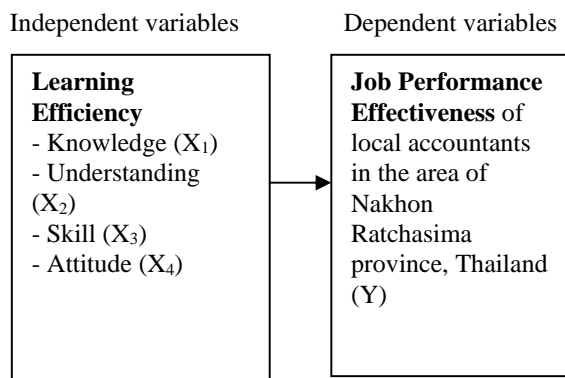 Independent variables
Dependent variables
Learning
Efficiency
- Knowledge (X₁)
- Understanding
(X₂)
- Skill (X₃)
- Attitude (X₄)
Job Performance
Effectiveness of
local accountants
in the area of
Nakhon
Ratchasima
province, Thailand
(Y)